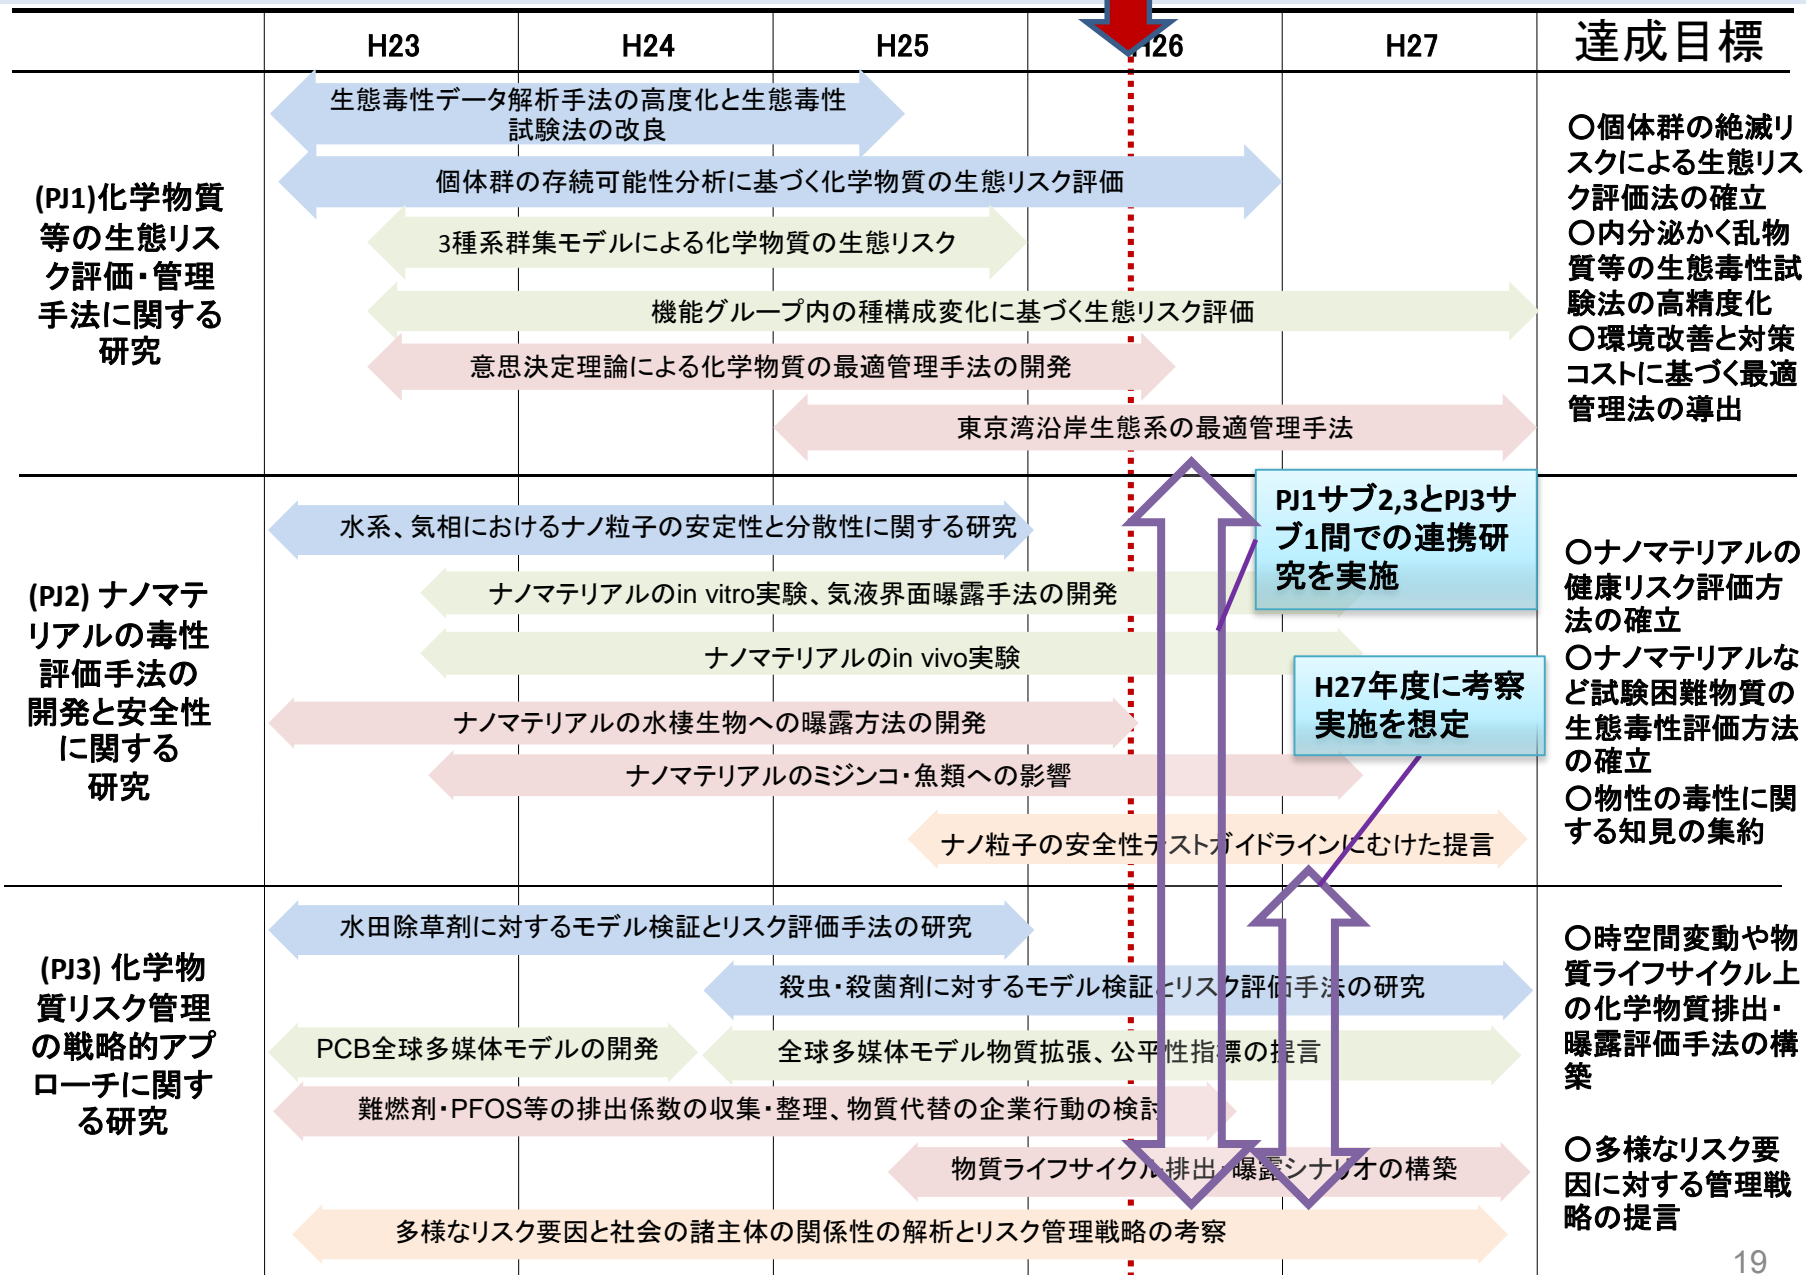 H23
H24
H25
H26
H27
達成目標
(PJ1)化学物質
等の生態リス
ク評価・管理
手法に関する
研究
生態毒性データ解析手法の高度化と生態毒性
試験法の改良
個体群の存続可能性分析に基づく化学物質の生態リスク評価
3種系群集モデルによる化学物質の生態リスク
機能グループ内の種構成変化に基づく生態リスク評価
意思決定理論による化学物質の最適管理手法の開発
東京湾沿岸生態系の最適管理手法
〇個体群の絶滅リ
スクによる生態リス
ク評価法の確立
〇内分泌かく乱物
質等の生態毒性試
験法の高精度化
〇環境改善と対策
コストに基づく最適
管理法の導出
(PJ2) ナノマテ
リアルの毒性
評価手法の
開発と安全性
に関する
研究
水系、気相におけるナノ粒子の安定性と分散性に関する研究
ナノマテリアルのin vitro実験、気液界面曝露手法の開発
ナノマテリアルのin vivo実験
ナノマテリアルの水棲生物への曝露方法の開発
ナノマテリアルのミジンコ・魚類への影響
ナノ粒子の安全性テストガイドラインにむけた提言
PJ1サブ2,3とPJ3サ
ブ1間での連携研
究を実施
H27年度に考察
実施を想定
〇ナノマテリアルの
健康リスク評価方
法の確立
〇ナノマテリアルな
ど試験困難物質の
生態毒性評価方法
の確立
〇物性の毒性に関
する知見の集約
(PJ3) 化学物
質リスク管理
の戦略的アプ
ローチに関す
る研究
水田除草剤に対するモデル検証とリスク評価手法の研究
殺虫・殺菌剤に対するモデル検証とリスク評価手法の研究
PCB全球多媒体モデルの開発
全球多媒体モデル物質拡張、公平性指標の提言
難燃剤・PFOS等の排出係数の収集・整理、物質代替の企業行動の検討
物質ライフサイクル排出・曝露シナリオの構築
多様なリスク要因と社会の諸主体の関係性の解析とリスク管理戦略の考察
〇時空間変動や物
質ライフサイクル上
の化学物質排出・
曝露評価手法の構
築
〇多様なリスク要
因に対する管理戦
略の提言
19